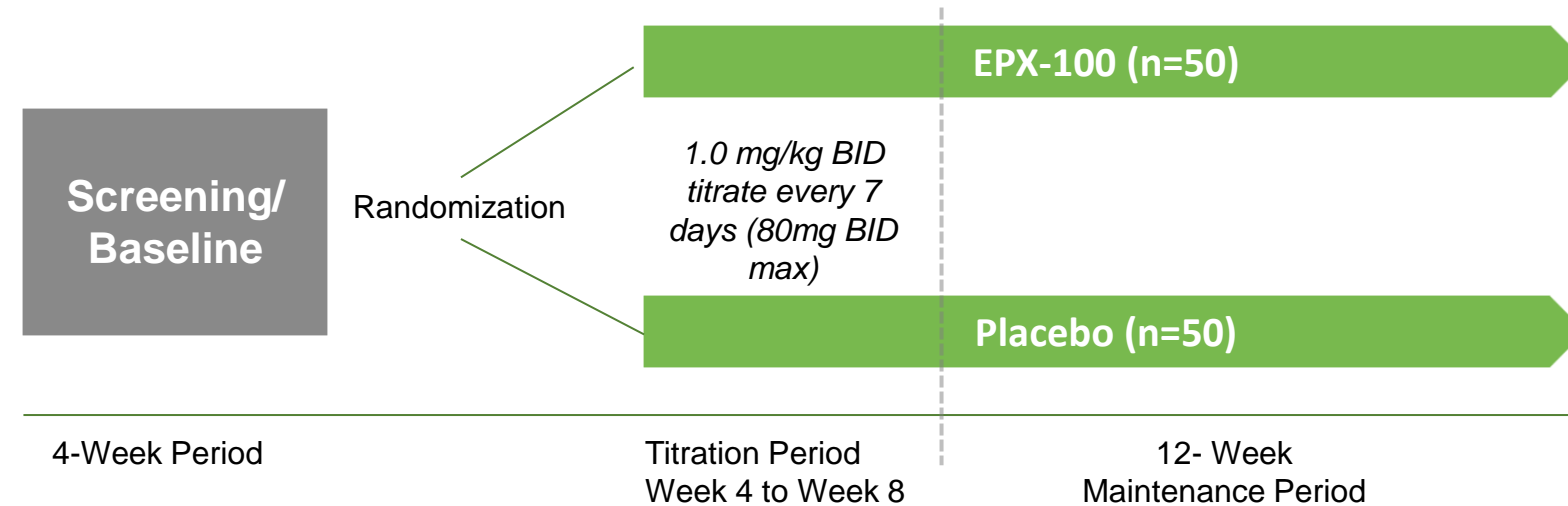 EPX-100 (n=50)
Screening/
Baseline
Randomization
1.0 mg/kg BID
titrate every 7
days (80mg BID
max)
Placebo (n=50)
4-Week Period
Titration Period
Week 4 to Week 8
12- Week
Maintenance Period